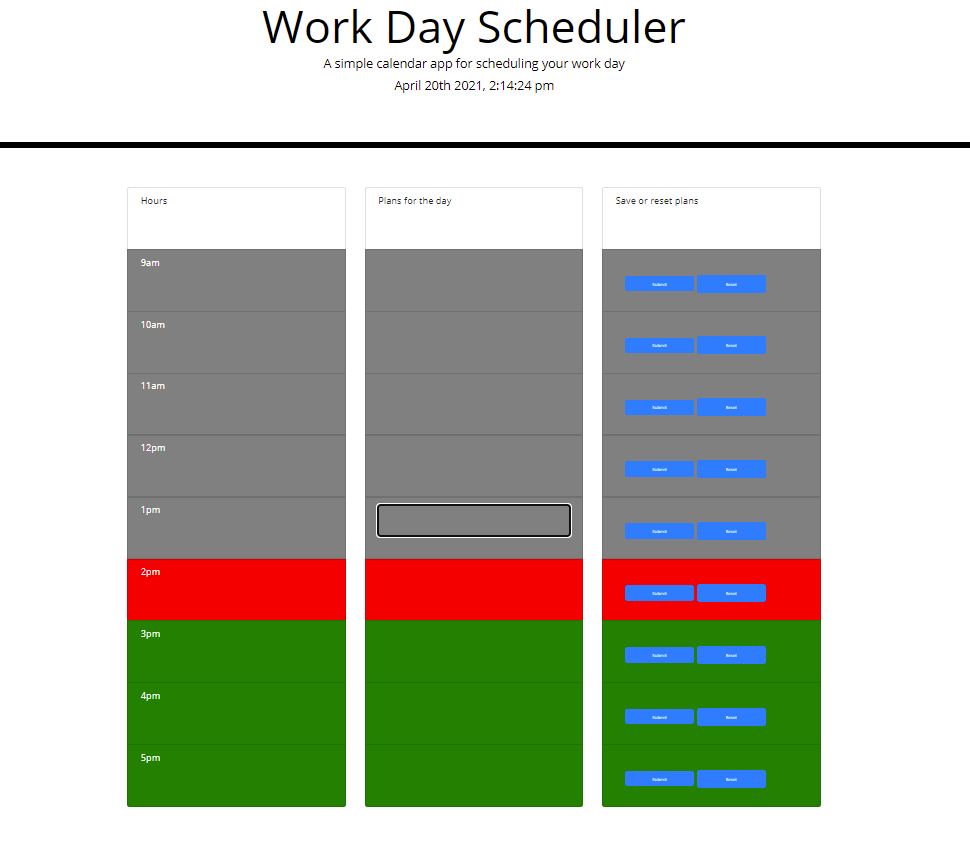 Work Day Scheduler
A simple calendar app for scheduling your work day
April 20th 2021, 2:14:24 pm
Hours Plans for the day Save or reset plans
9am Submit Reset
10am Submit Reset
11am Submit Reset
12pm Submit Reset
1pm Submit Reset
2pm Submit Reset
3pm Submit Reset
4pm Submit Reset
5pm Submit Reset